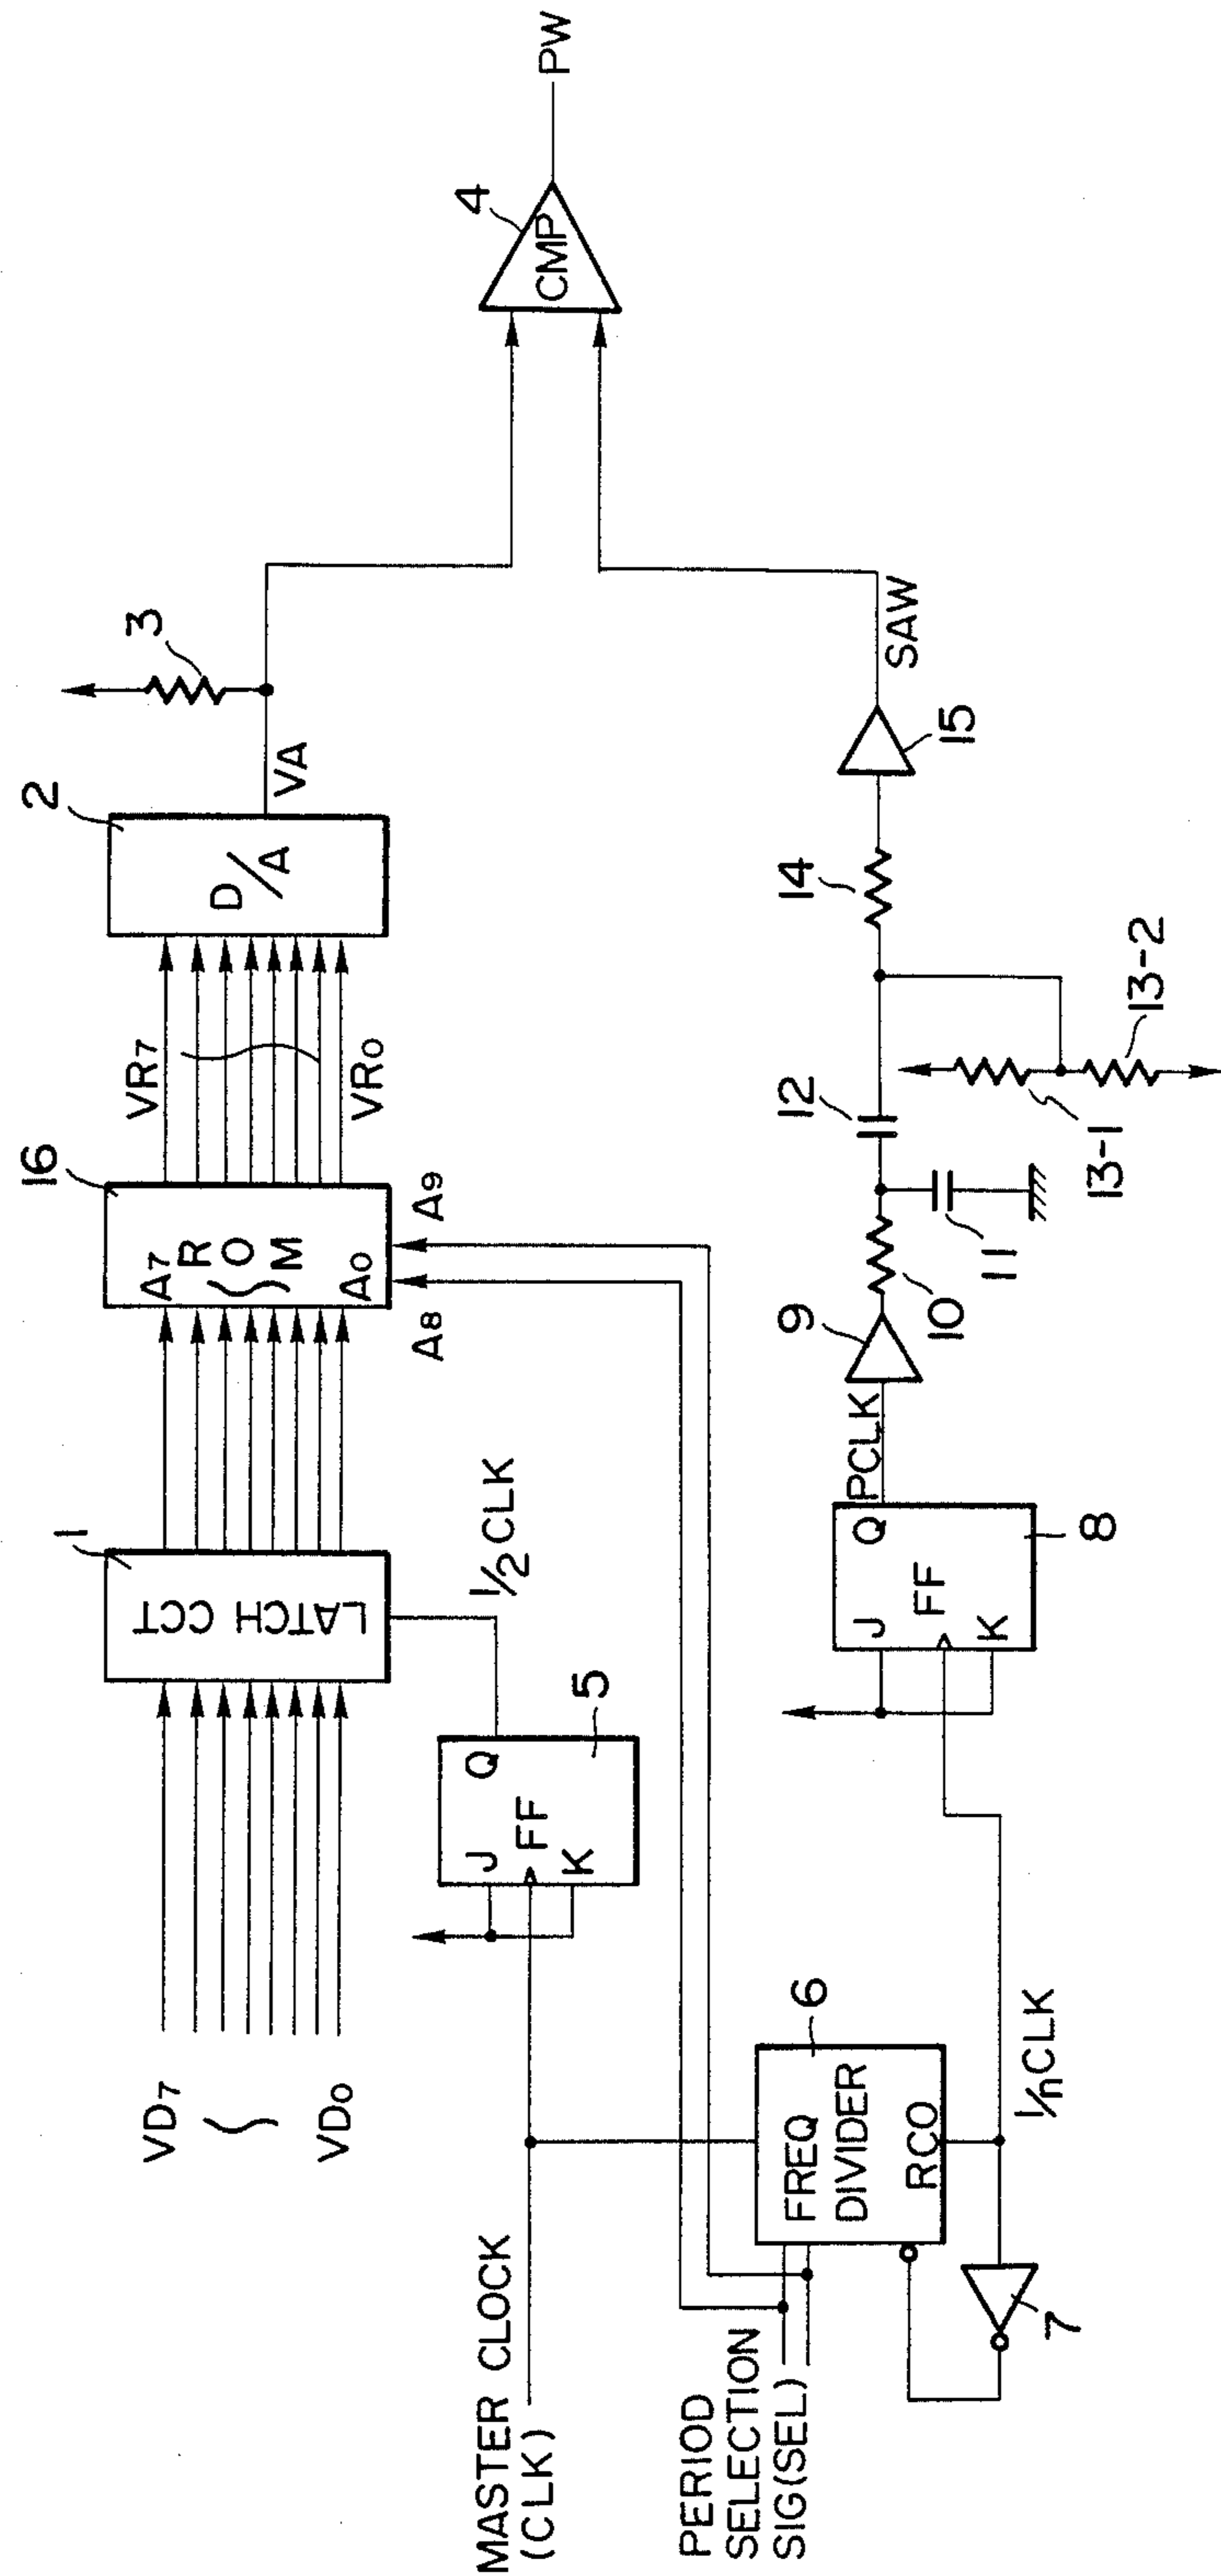 VD7
VD0
1
LATCH CCT
16
A7
ROM
A0
A8
A9
VR7
VR0
2
D/A
VA
3
4
CMP
PW
1/2 CLK
5
J
Q
FF
K
MASTER CLOCK
(CLK)
PERIOD
SELECTION
SIG(SEL)
6
FREQ
DIVIDER
RCO
7
1/n CLK
8
J
Q
FF
K
PCLK
9
10
11
12
13-1
13-2
14
15
SAW